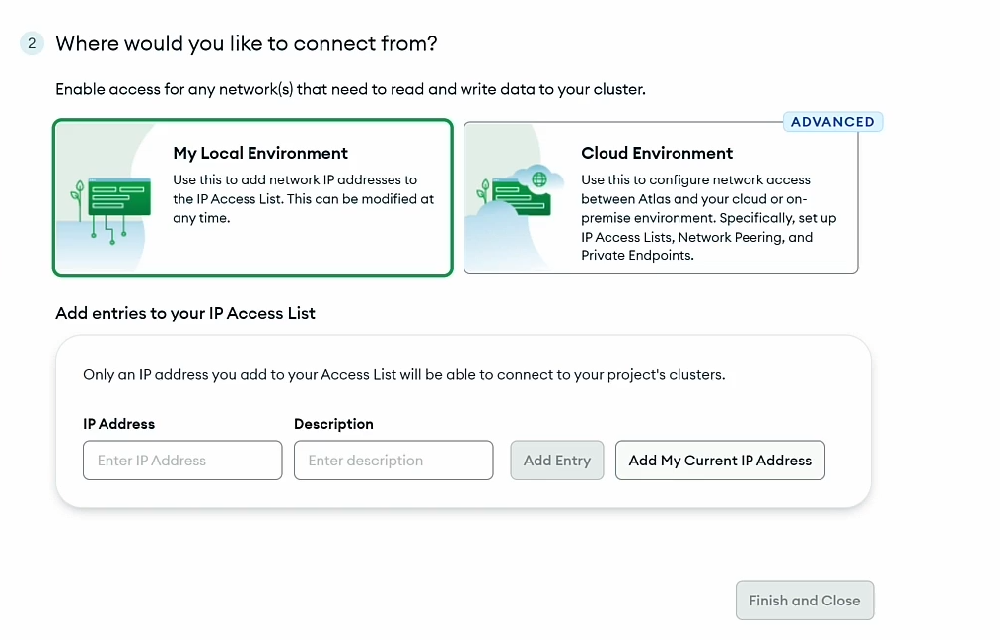 2 Where would you like to connect from?
Enable access for any network(s) that need to read and write data to your cluster.
My Local Environment
Use this to add network IP addresses to
the IP Access List. This can be modified at
any time.
ADVANCED
Cloud Environment
Use this to configure network access
between Atlas and your cloud or on-
premise environment. Specifically, set up
IP Access Lists, Network Peering, and
Private Endpoints.
Add entries to your IP Access List
Only an IP address you add to your Access List will be able to connect to your project's clusters.
IP Address Description
Enter IP Address Enter description Add Entry Add My Current IP Address
Finish and Close